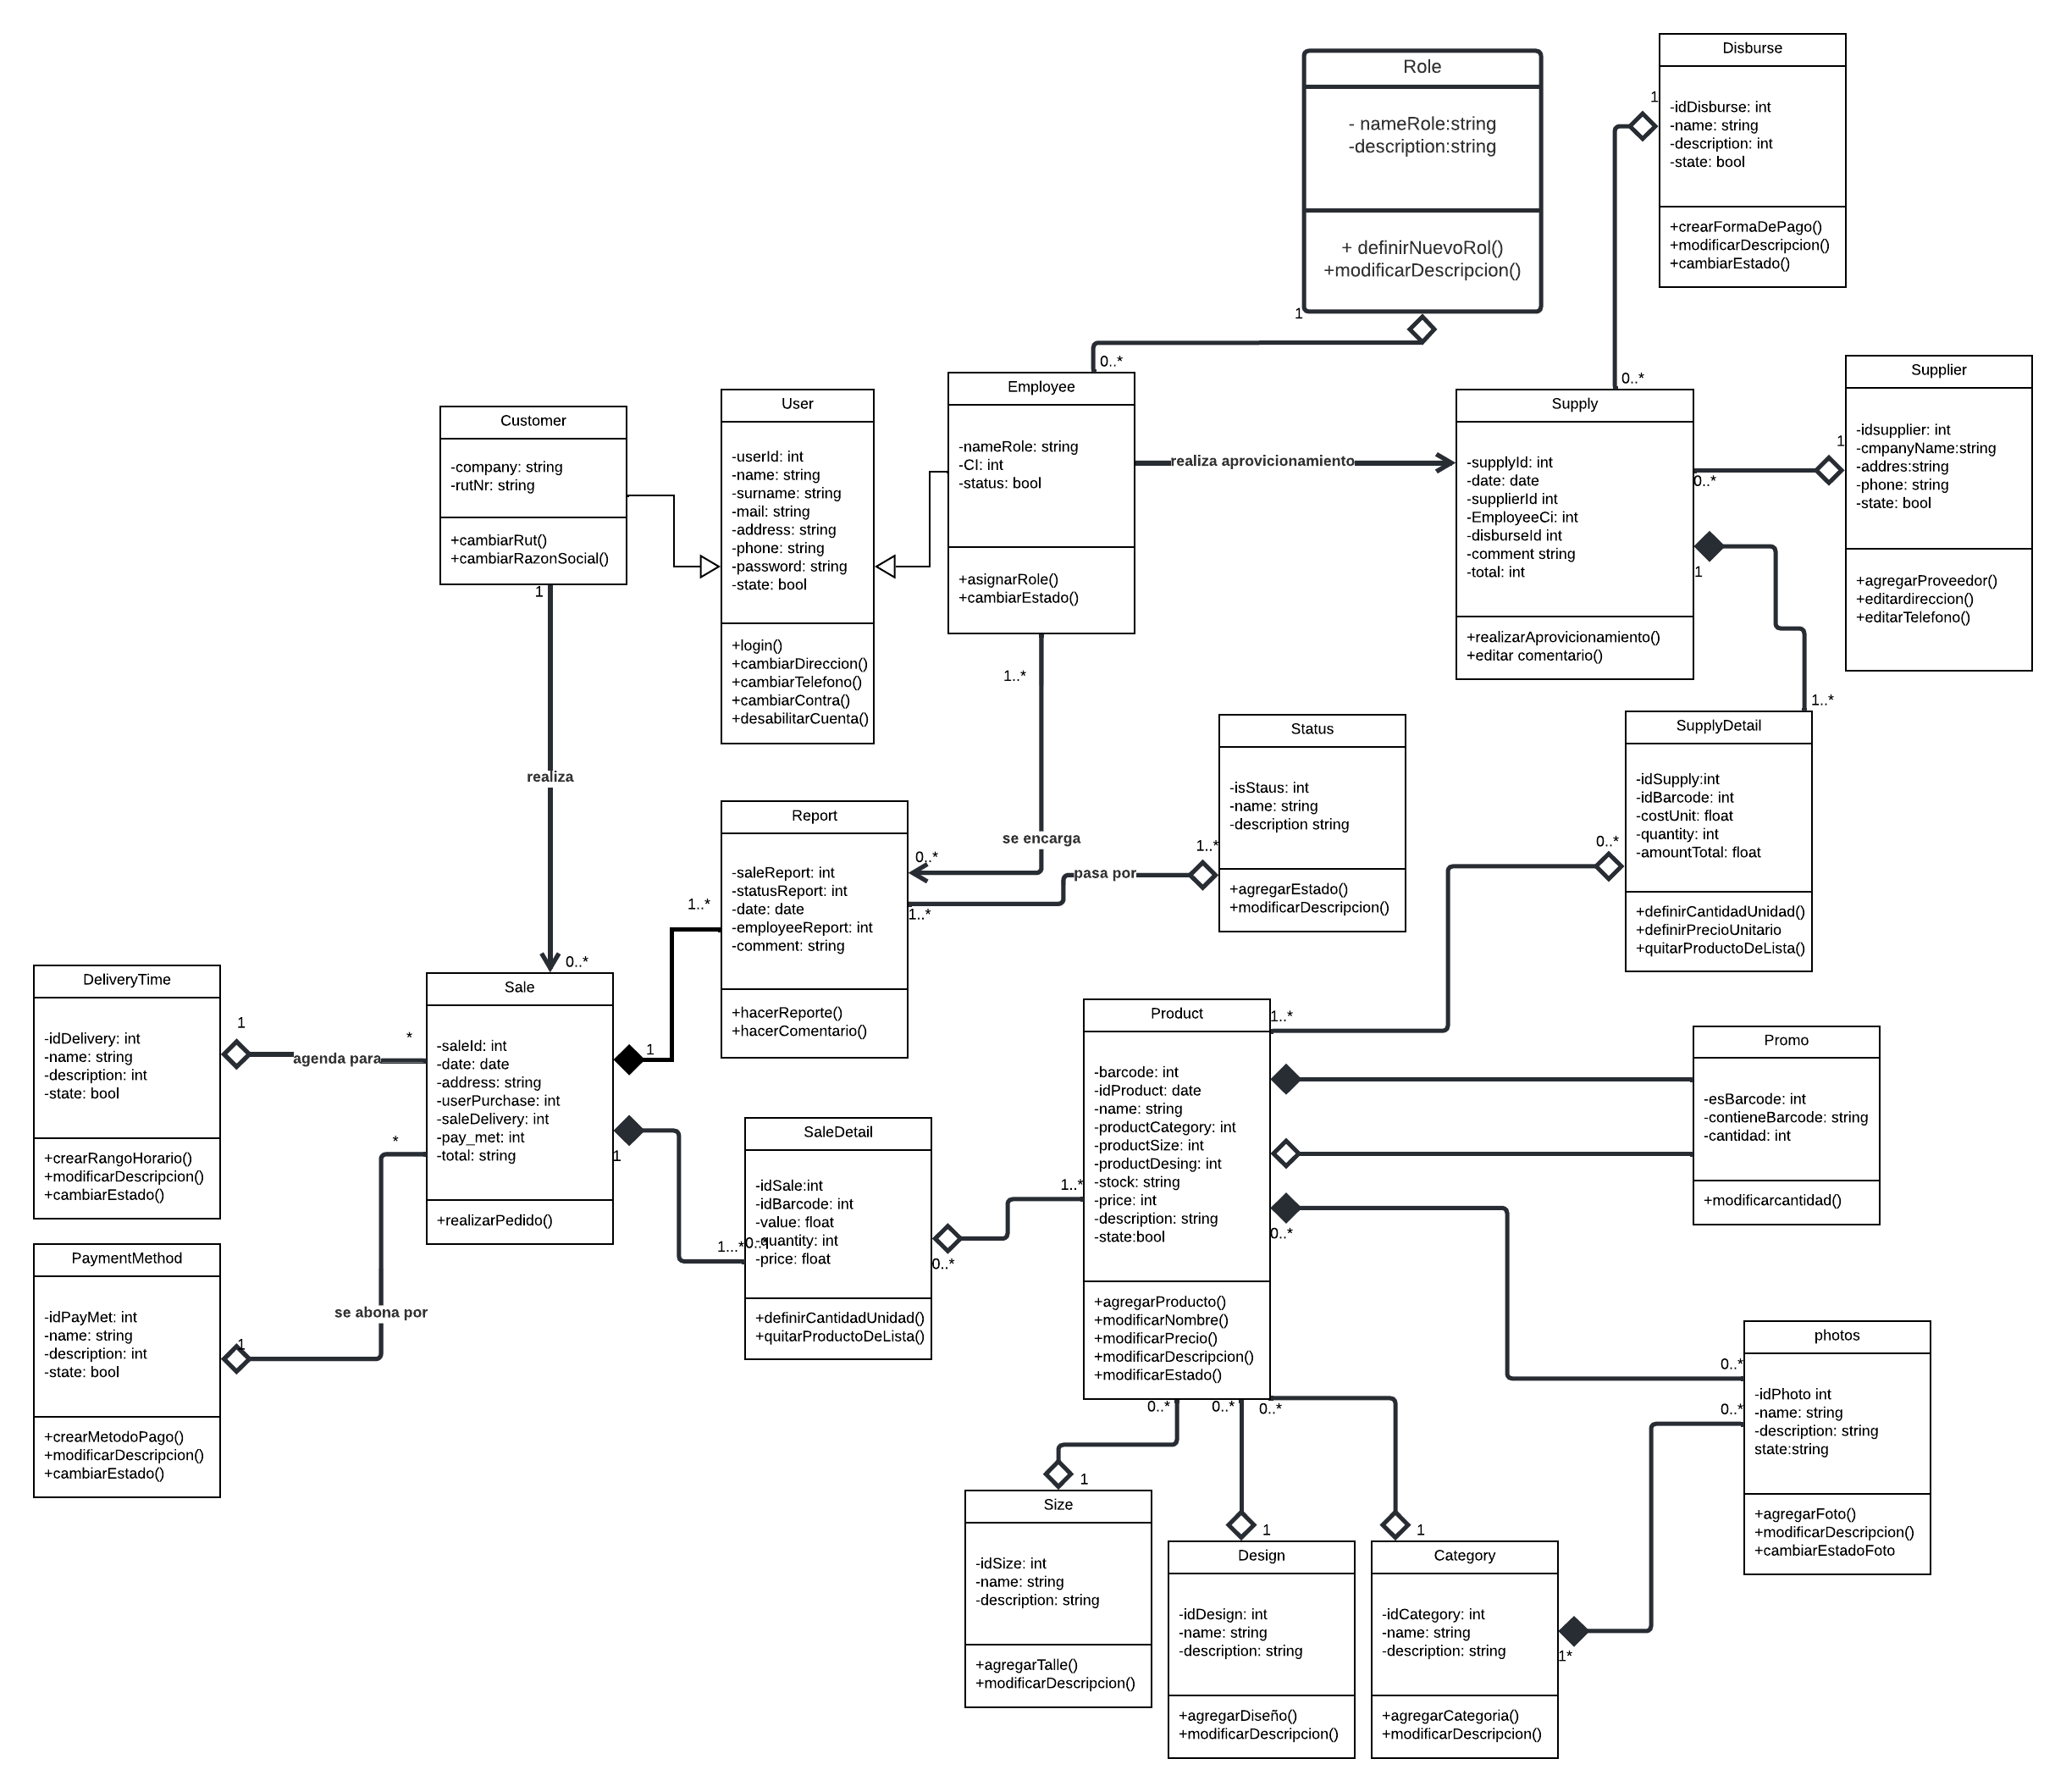 Disburse
-idDisburse: int
-name: string
-description: int
-state: bool
+crearFormaDePago()
+modificarDescripcion()
+cambiarEstado()
1
Role
- nameRole:string
-description:string
+ definirNuevoRol()
+modificarDescripcion()
1
0..*
0..*
Supplier
-idsupplier: int
-cmpanyName:string
-addres:string
-phone: string
-state: bool
+agregarProveedor()
+editardireccion()
+editarTelefono()
1
0..*
Employee
-nameRole: string
-CI: int
-status: bool
+asignarRole()
+cambiarEstado()
realiza aprovicionamiento
Supply
-supplyId: int
-date: date
-supplierId int
-EmployeeCi: int
-disburseId int
-comment string
-total: int
+realizarAprovicionamiento()
+editar comentario()
1
1..*
User
-userId: int
-name: string
-surname: string
-mail: string
-address: string
-phone: string
-password: string
-state: bool
+login()
+cambiarDireccion()
+cambiarTelefono()
+cambiarContra()
+desabilitarCuenta()
Customer
-company: string
-rutNr: string
+cambiarRut()
+cambiarRazonSocial()
1
realiza
0..*
1..*
se encarga
0..*
Status
-isStaus: int
-name: string
-description string
+agregarEstado()
+modificarDescripcion()
1..*
pasa por
1..*
SupplyDetail
-idSupply:int
-idBarcode: int
-costUnit: float
-quantity: int
-amountTotal: float
+definirCantidadUnidad()
+definirPrecioUnitario
+quitarProductoDeLista()
0..*
1..*
Report
-saleReport: int
-statusReport: int
-date: date
-employeeReport: int
-comment: string
+hacerReporte()
+hacerComentario()
1..*
1
DeliveryTime
-idDelivery: int
-name: string
-description: int
-state: bool
+crearRangoHorario()
+modificarDescripcion()
+cambiarEstado()
1
agenda para
*
Sale
-saleId: int
-date: date
-address: string
-userPurchase: int
-saleDelivery: int
-pay_met: int
-total: string
+realizarPedido()
*
1
PaymentMethod
-idPayMet: int
-name: string
-description: int
-state: bool
+crearMetodoPago()
+modificarDescripcion()
+cambiarEstado()
1
se abona por
SaleDetail
-idSale:int
-idBarcode: int
-value: float
-quantity: int
-price: float
+definirCantidadUnidad()
+quitarProductoDeLista()
1...*
0..*
1..*
Product
-barcode: int
-idProduct: date
-name: string
-productCategory: int
-productSize: int
-productDesing: int
-stock: string
-price: int
-description: string
-state:bool
+agregarProducto()
+modificarNombre()
+modificarPrecio()
+modificarDescripcion()
+modificarEstado()
Promo
-esBarcode: int
-contieneBarcode: string
-cantidad: int
+modificarcantidad()
0..*
0..*
0..*
photos
-idPhoto int
-name: string
-description: string
state:string
+agregarFoto()
+modificarDescripcion()
+cambiarEstadoFoto
0..*
0..*
0..*
1
Size
-idSize: int
-name: string
-description: string
+agregarTalle()
+modificarDescripcion()
1
Design
-idDesign: int
-name: string
-description: string
+agregarDiseño()
+modificarDescripcion()
1
Category
-idCategory: int
-name: string
-description: string
+agregarCategoria()
+modificarDescripcion()
1*